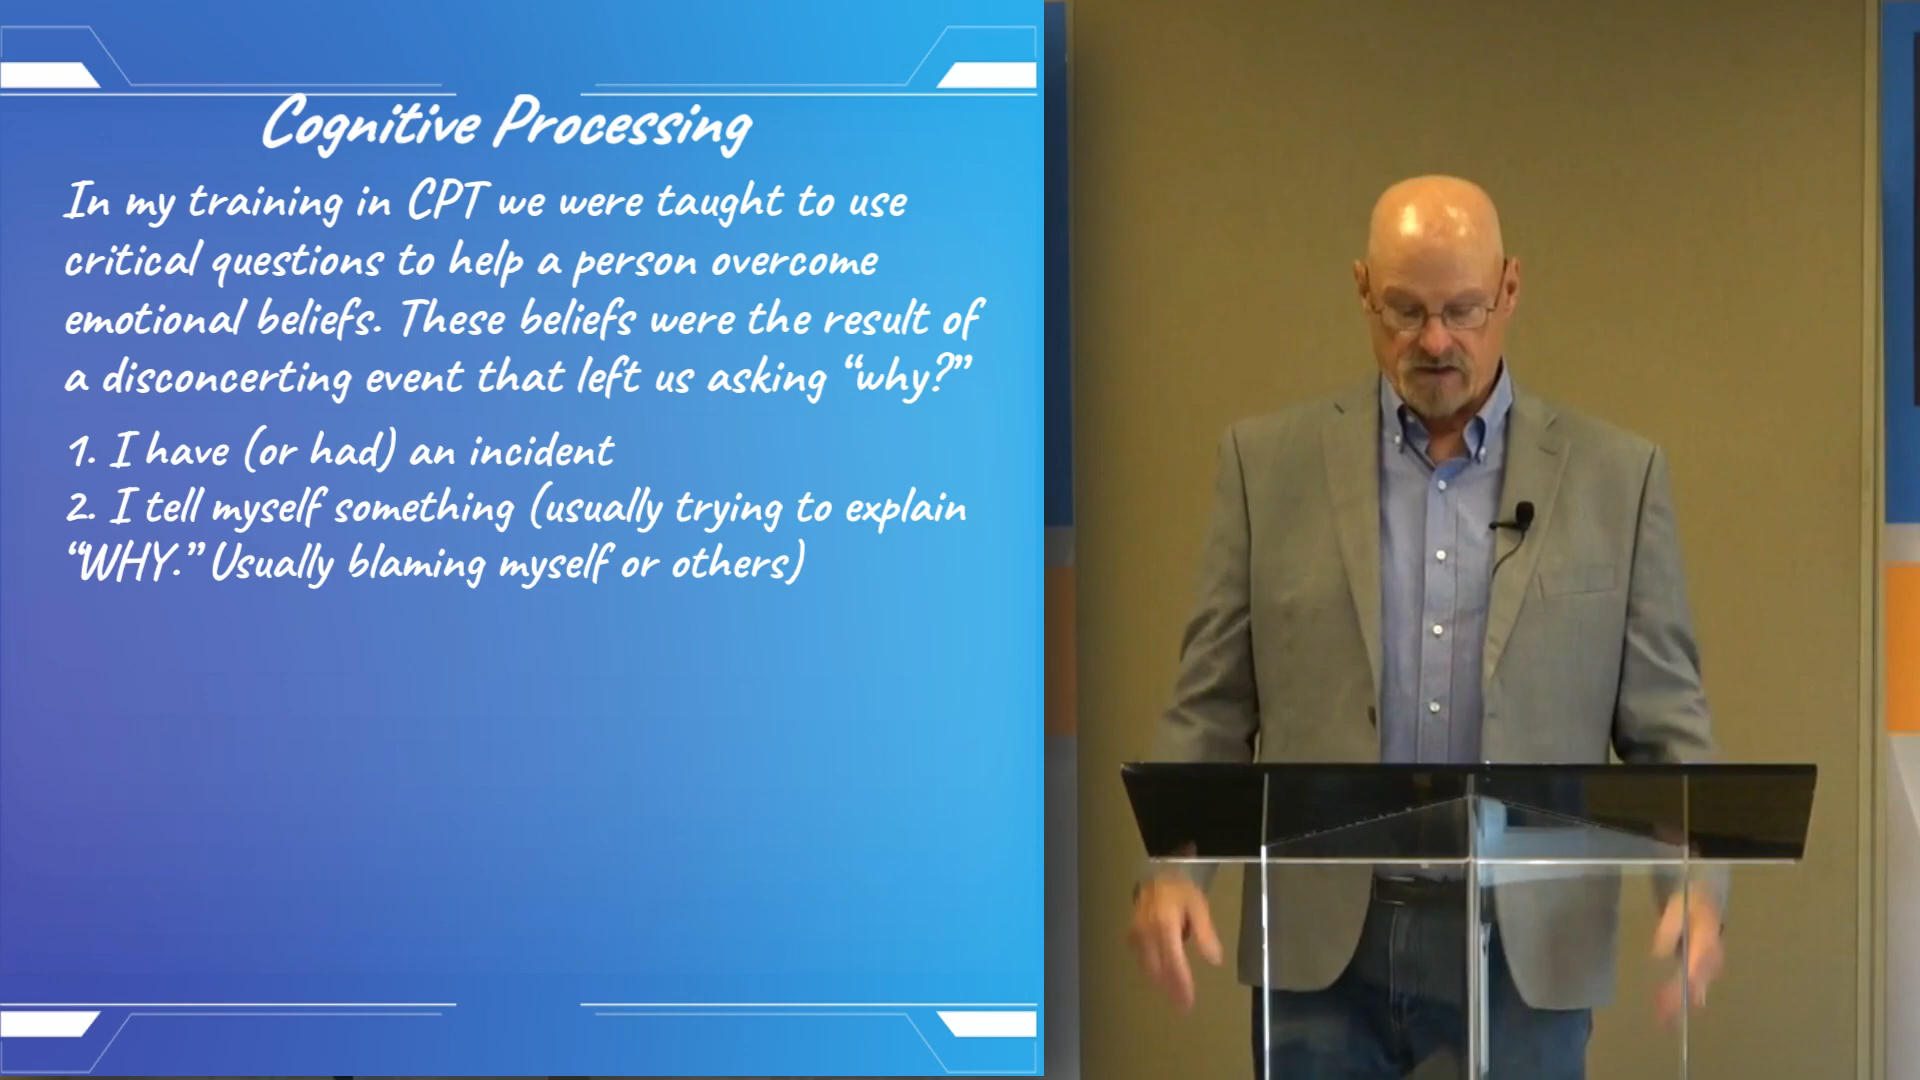 Cognitive Processing
In my training in CPT we were taught to use
critical questions to help a person overcome
emotional beliefs. These beliefs were the result of
a disconcerting event that left us asking “why?”
1. I have (or had) an incident
2. I tell myself something (usually trying to explain
“WHY.” Usually blaming myself or others)